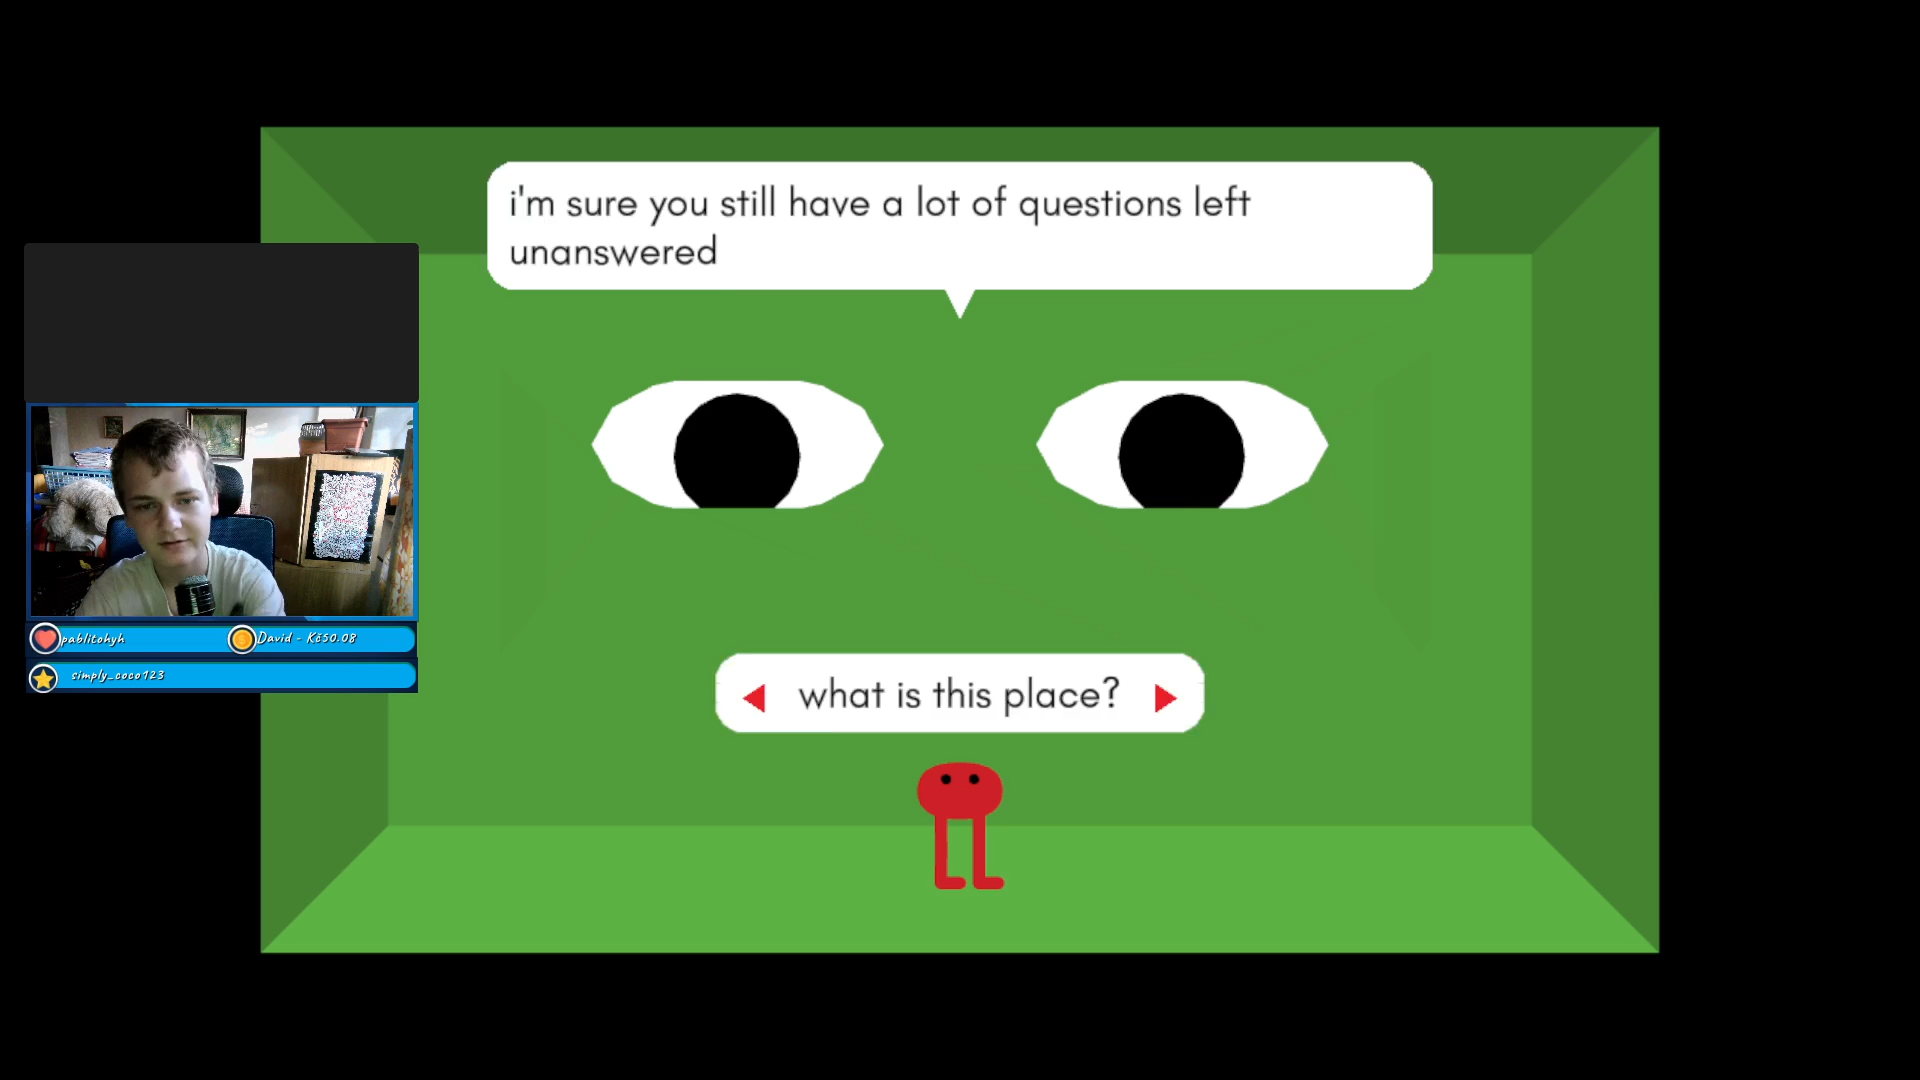 i'm sure you still have a lot of questions left
unanswered
what is this place?
pablitohyh
David - Kč50.08
simply_coco123